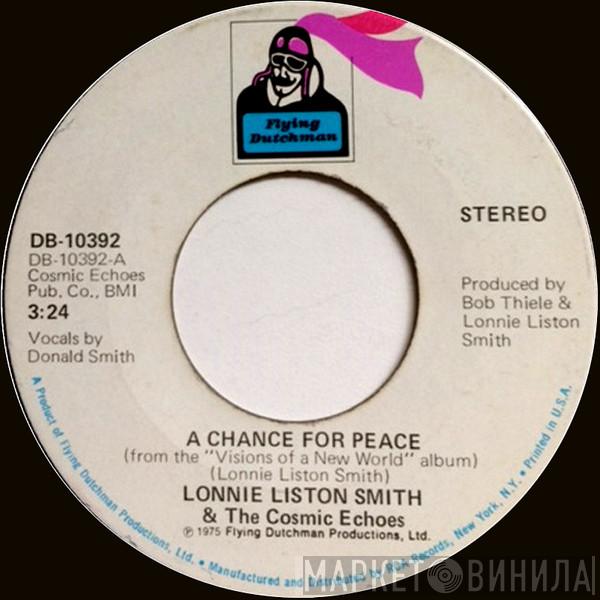 Flying
Dutchman
STEREO
DB-10392
DB-10392-A
Cosmic Echoes
Pub. Co., BMI
3:24
Vocals by
Donald Smith
Produced by
Bob Thiele &
Lonnie Liston
Smith
A CHANCE FOR PEACE
(from the "Visions of a New World" album)
(Lonnie Liston Smith)
LONNIE LISTON SMITH
& The Cosmic Echoes
℗ 1975 Flying Dutchman Productions, Ltd.
A Product of Flying Dutchman Productions, Ltd. • Manufactured and Distributed by RCA Records, New York, N.Y. • Printed in U.S.A.
МАРКЕТ ВИНИЛА